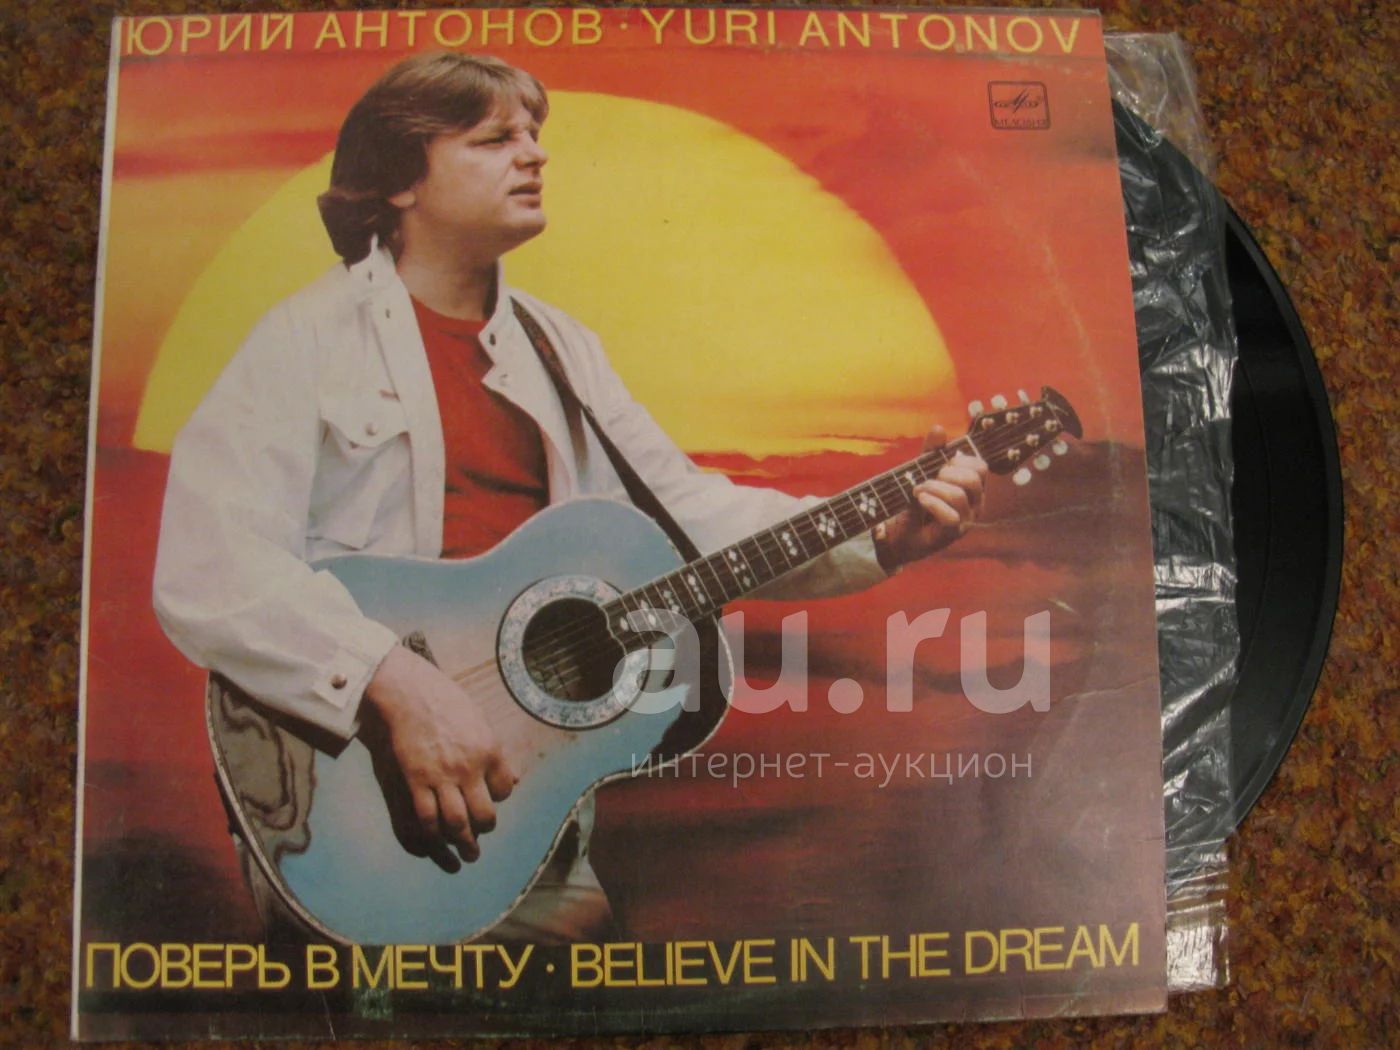 ЮРИЙ АНТОНОВ · YURI ANTONOV
МЕЛОДИЯ
au.ru
интернет-аукцион
ПОВЕРЬ В МЕЧТУ · BELIEVE IN THE DREAM